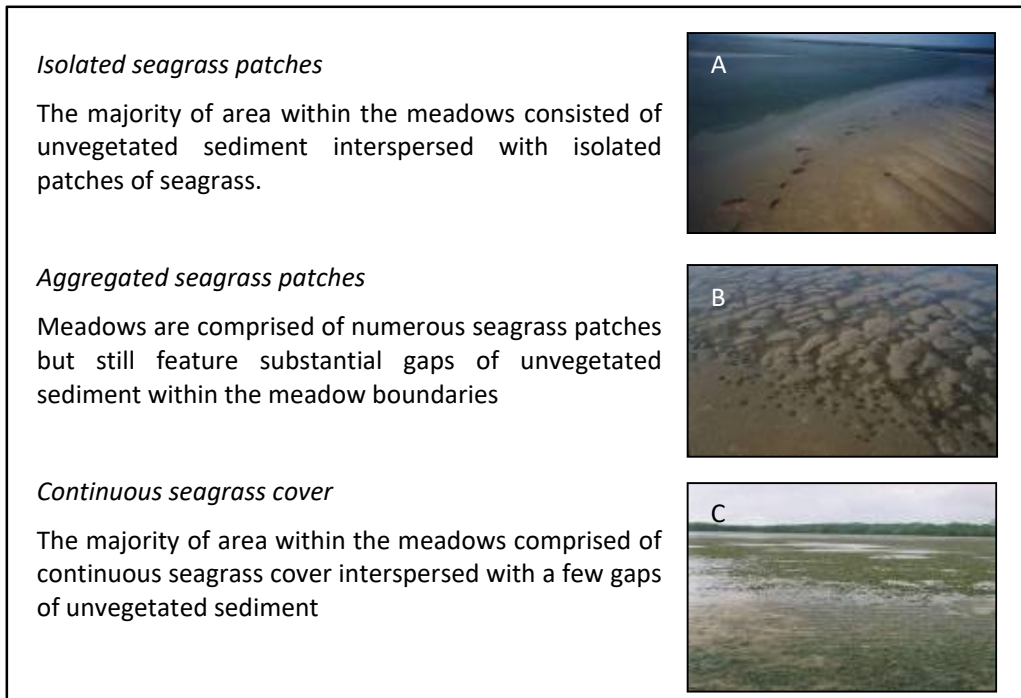 Isolated seagrass patches
A
The majority of area within the meadows consisted of
unvegetated sediment interspersed with isolated
patches of seagrass.
Aggregated seagrass patches
B
Meadows are comprised of numerous seagrass patches
but still feature substantial gaps of unvegetated
sediment within the meadow boundaries
Continuous seagrass cover
C
The majority of area within the meadows comprised of
continuous seagrass cover interspersed with a few gaps
of unvegetated sediment